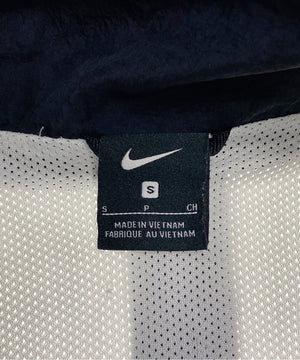 S
S P CH
MADE IN VIETNAM
FABRIQUE AU VIETNAM